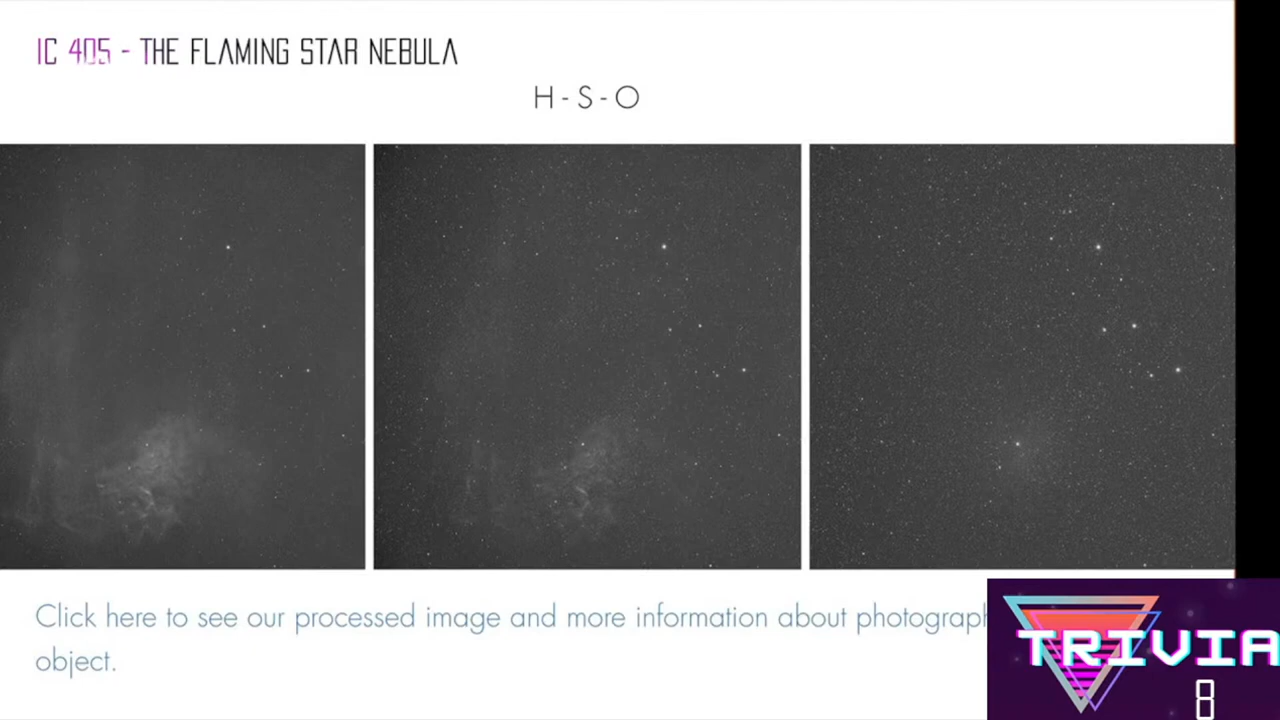 IC 405 - THE FLAMING STAR NEBULA
H - S - O
Click here to see our processed image and more information about photograph
object.
TRIVIA
8